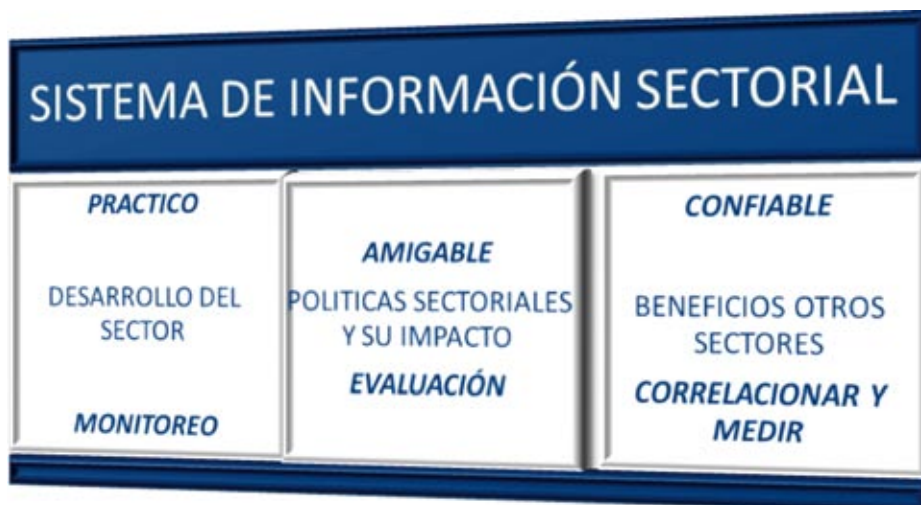 SISTEMA DE INFORMACIÓN SECTORIAL
PRACTICO
DESARROLLO DEL
SECTOR
MONITOREO
AMIGABLE
POLITICAS SECTORIALES
Y SU IMPACTO
EVALUACIÓN
CONFIABLE
BENEFICIOS OTROS
SECTORES
CORRELACIONAR Y
MEDIR